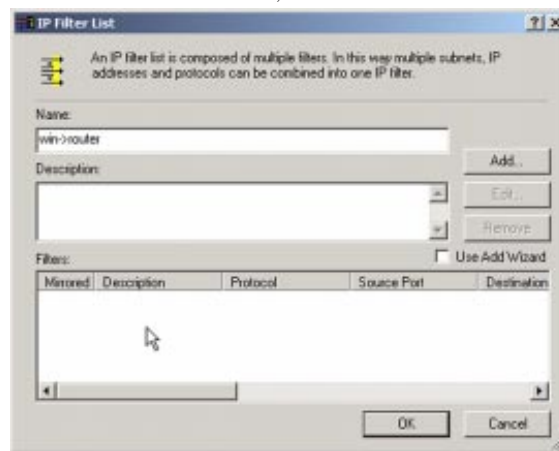 IP Filter List
An IP filter list is composed of multiple filters. In this way multiple subnets, IP
addresses and protocols can be combined into one IP filter.
Name:
win->router
Add...
Description:
Edit...
Remove
Filters:
Use Add Wizard
Mirrored Description Protocol Source Port Destination
OK
Cancel